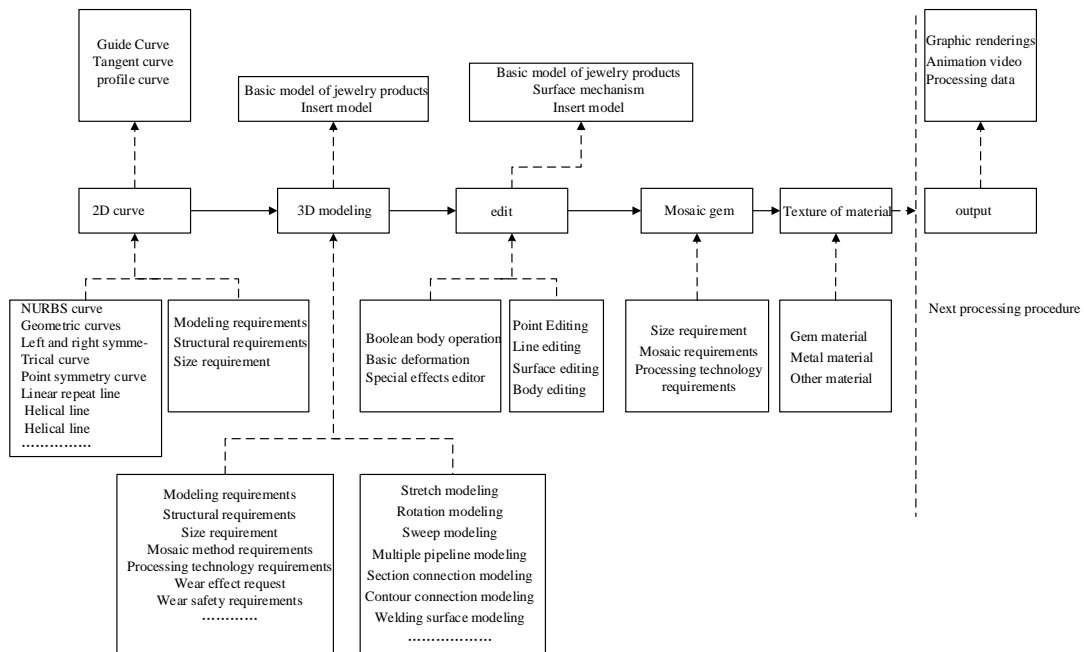 Guide Curve
Tangent curve
profile curve
Basic model of jewelry products
Insert model
Basic model of jewelry products
Surface mechanism
Insert model
Graphic renderings
Animation video
Processing data
2D curve
3D modeling
edit
Mosaic gem
Texture of material
output
NURBS curve
Geometric curves
Left and right symme-
Trical curve
Point symmetry curve
Linear repeat line
Helical line
Helical line
……………
Modeling requirements
Structural requirements
Size requirement
Boolean body operation
Basic deformation
Special effects editor
Point Editing
Line editing
Surface editing
Body editing
Size requirement
Mosaic requirements
Processing technology
requirements
Gem material
Metal material
Other material
Next processing procedure
Modeling requirements
Structural requirements
Size requirement
Mosaic method requirements
Processing technology requirements
Wear effect request
Wear safety requirements
…………
Stretch modeling
Rotation modeling
Sweep modeling
Multiple pipeline modeling
Section connection modeling
Contour connection modeling
Welding surface modeling
………………